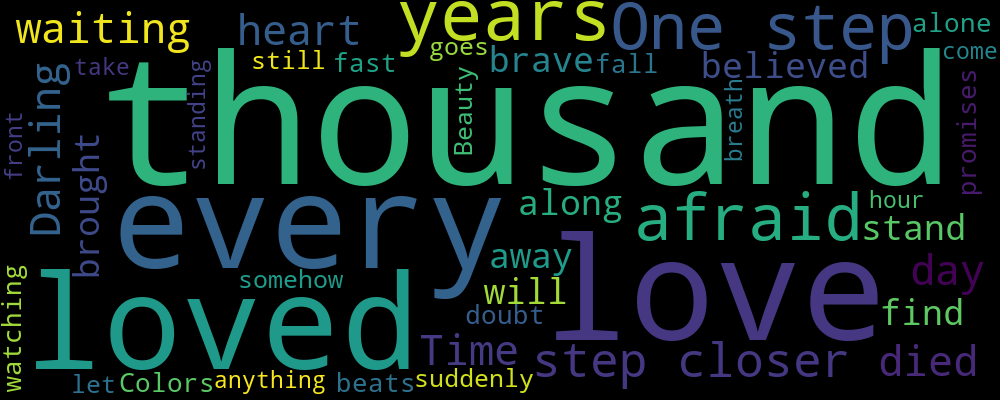 waiting
heart
years
One step
alone
take
still
fast
goes
brave
fall
believed
come
thousand
Darling
standing
Beauty
breath
promises
front
brought
every
along
afraid
hour
stand
loved
somehow
away
will
doubt
love
day
find
watching
Time
step closer
died
let
Colors
anything
beats
suddenly